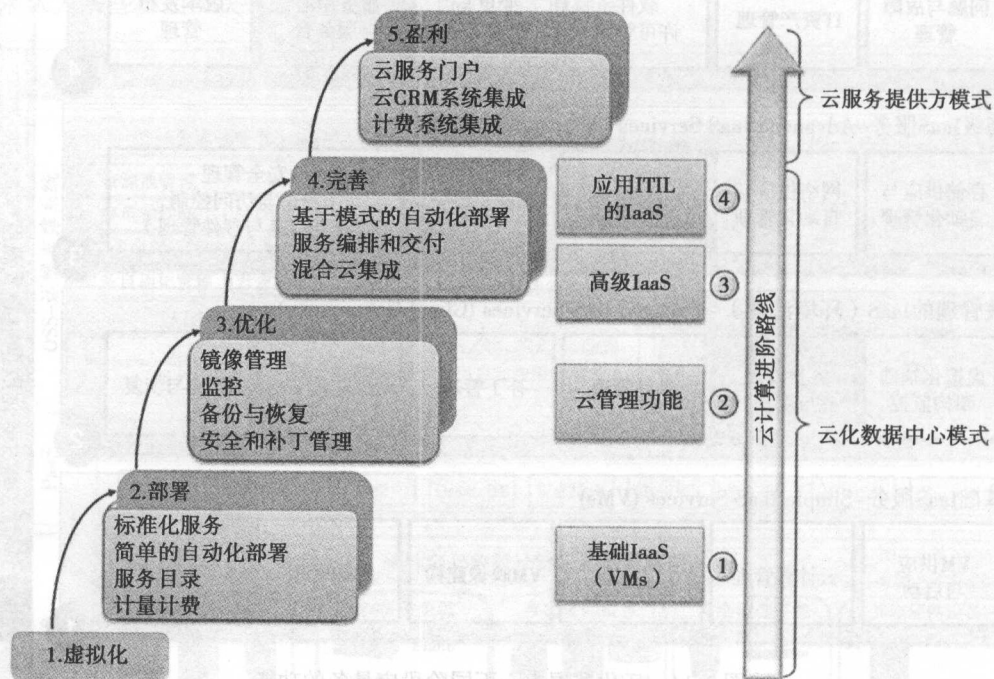 5.盈利
云服务门户
云CRM系统集成
计费系统集成
云服务提供方模式
4.完善
基于模式的自动化部署
服务编排和交付
混合云集成
应用ITIL
的IaaS
④
高级IaaS
③
3.优化
镜像管理
监控
备份与恢复
安全和补丁管理
云管理功能
②
云计算进阶路线
云化数据中心模式
2.部署
标准化服务
简单的自动化部署
服务目录
计量计费
基础IaaS
（VMs）
①
1.虚拟化